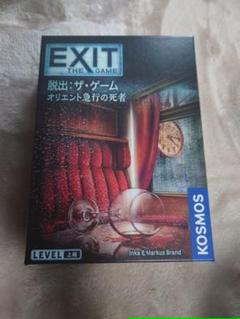 EXIT
THE GAME
脱出:ザ・ゲーム
オリエント急行の死者
LEVEL 上級
Inka & Markus Brand
KOSMOS